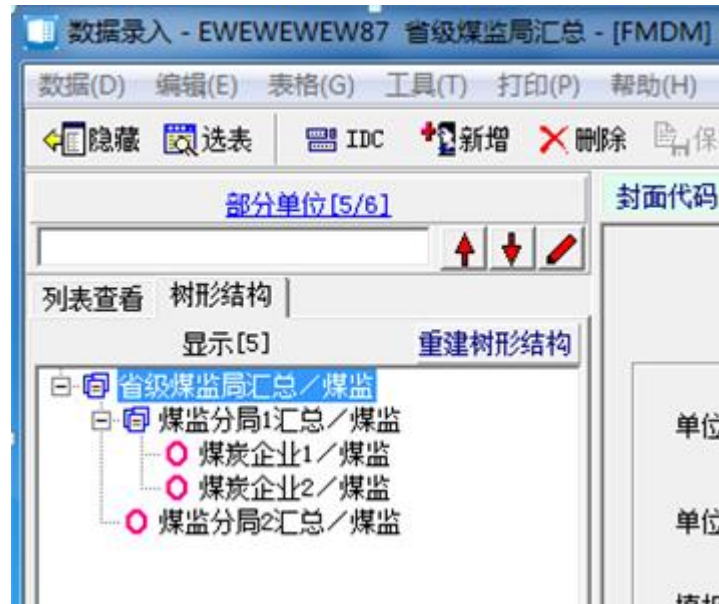 数据录入 - EWEWEWEW87 省级煤监局汇总 - [FMDM]
数据(D) 编辑(E) 表格(G) 工具(T) 打印(P) 帮助(H)
隐藏 选表 IDC 新增 删除 保
部分单位[5/6] 封面代码
列表查看 树形结构
显示[5] 重建树形结构
省级煤监局汇总／煤监
煤监分局1汇总／煤监
煤炭企业1／煤监
煤炭企业2／煤监
煤监分局2汇总／煤监
单位
单位